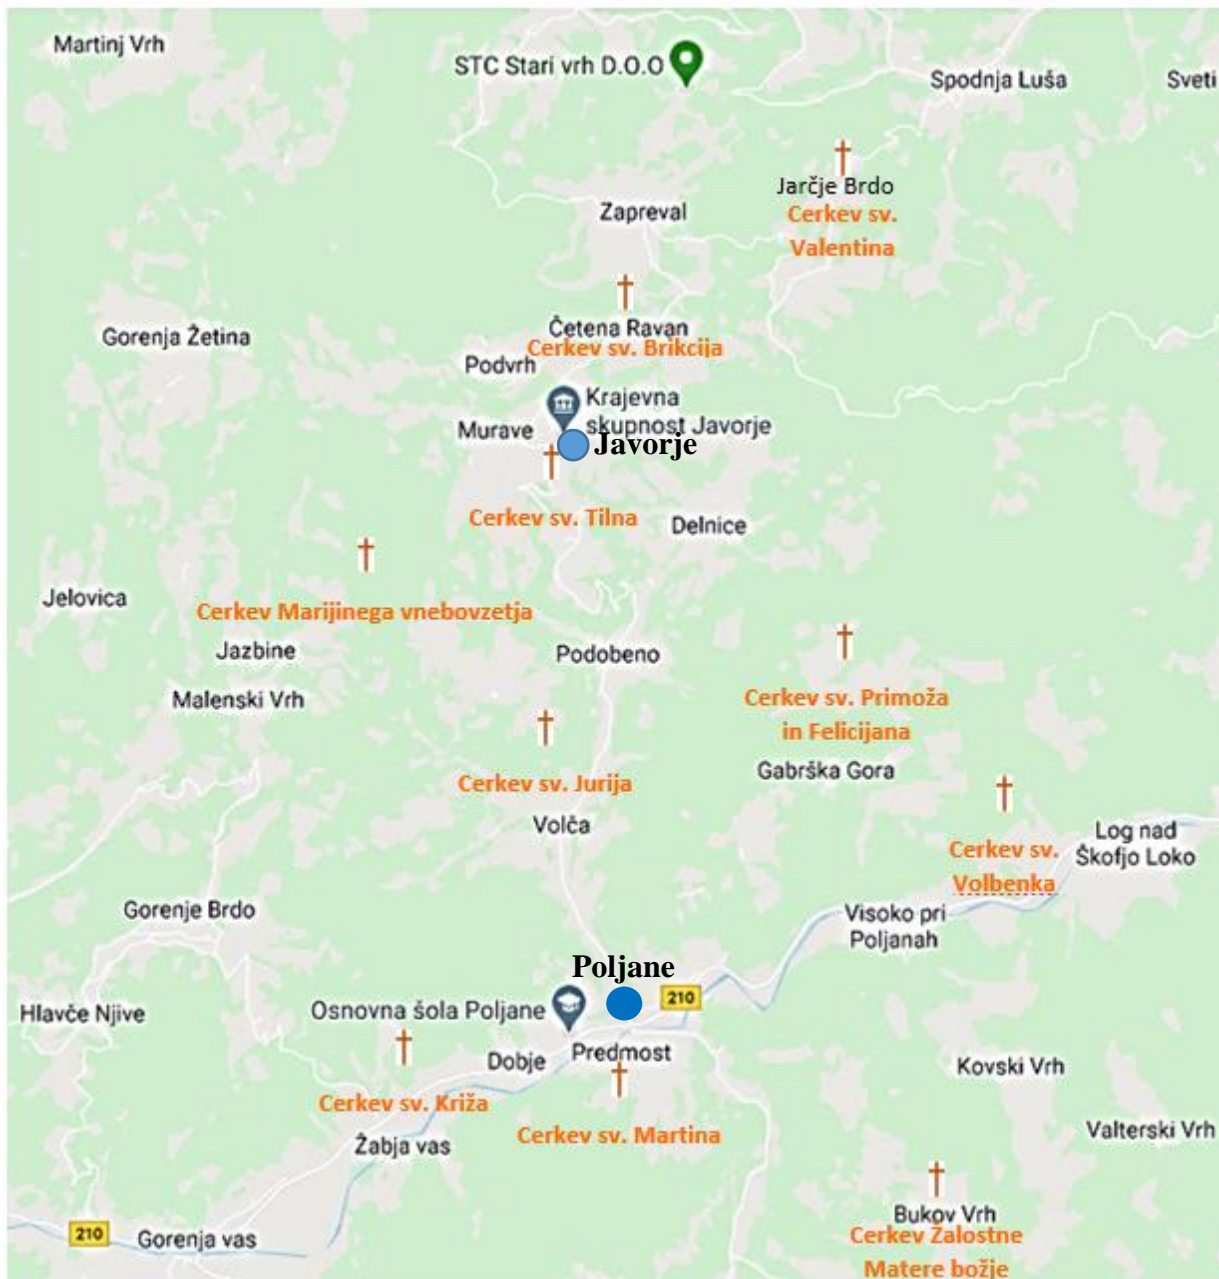 Martinj Vrh
STC Stari vrh D.O.O
Spodnja Luša
Sveti
Jarčje Brdo
Cerkev sv.
Valentina
Zapreval
Četena Ravan
Cerkev sv. Brikcija
Gorenja Žetina
Podvrh
Krajevna
skupnost Javorje
Murave
Javorje
Cerkev sv. Tilna
Delnice
Jelovica
Cerkev Marijinega vnebovzetja
Jazbine
Podobeno
Malenski Vrh
Cerkev sv. Primoža
in Felicijana
Gabrška Gora
Cerkev sv. Jurija
Volča
Log nad
Škofjo Loko
Cerkev sv.
Volbenka
Gorenje Brdo
Visoko pri
Poljanah
Poljane
210
Osnovna šola Poljane
Hlavče Njive
Dobje
Predmost
Kovski Vrh
Cerkev sv. Križa
Cerkev sv. Martina
Žabja vas
Valterski Vrh
Bukov Vrh
Cerkev Žalostne
Matere božje
210
Gorenja vas